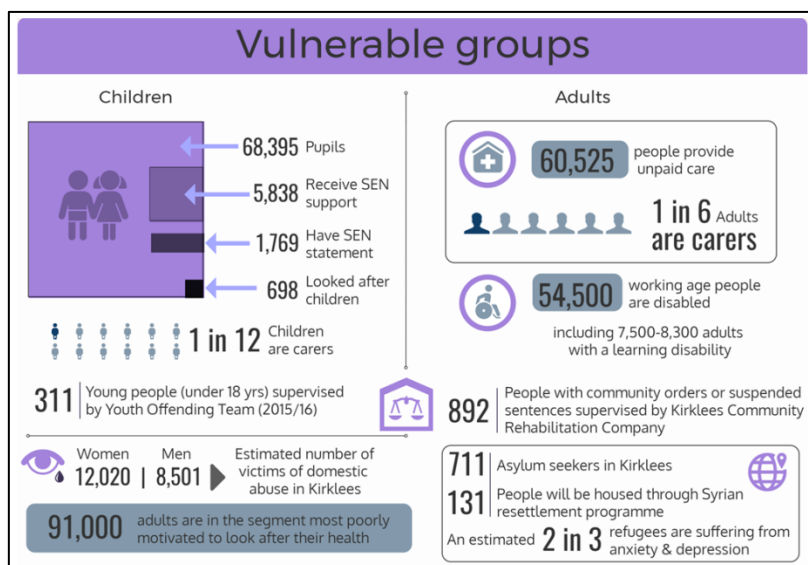 Vulnerable groups
Children
68,395 Pupils
5,838 Receive SEN
support
1,769 Have SEN
statement
698 Looked after
children
1 in 12 Children
are carers
311 Young people (under 18 yrs) supervised
by Youth Offending Team (2015/16)
Women Men
12,020 | 8,501
Estimated number of
victims of domestic
abuse in Kirklees
91,000 adults are in the segment most poorly
motivated to look after their health
Adults
60,525 people provide
unpaid care
1 in 6 Adults
are carers
54,500 working age people
are disabled
including 7,500-8,300 adults
with a learning disability
892 People with community orders or suspended
sentences supervised by Kirklees Community
Rehabilitation Company
711 Asylum seekers in Kirklees
131 People will be housed through Syrian
resettlement programme
An estimated 2 in 3 refugees are suffering from
anxiety & depression